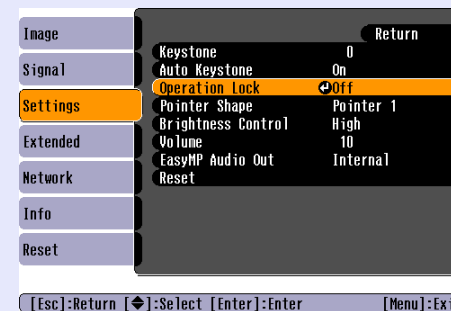 Image
Signal
Settings
Extended
Network
Info
Reset
Return
Keystone 0
Auto Keystone On
Operation Lock Off
Pointer Shape Pointer 1
Brightness Control High
Volume 10
EasyMP Audio Out Internal
Reset
[Esc]:Return [◆]:Select [Enter]:Enter [Menu]:Exi